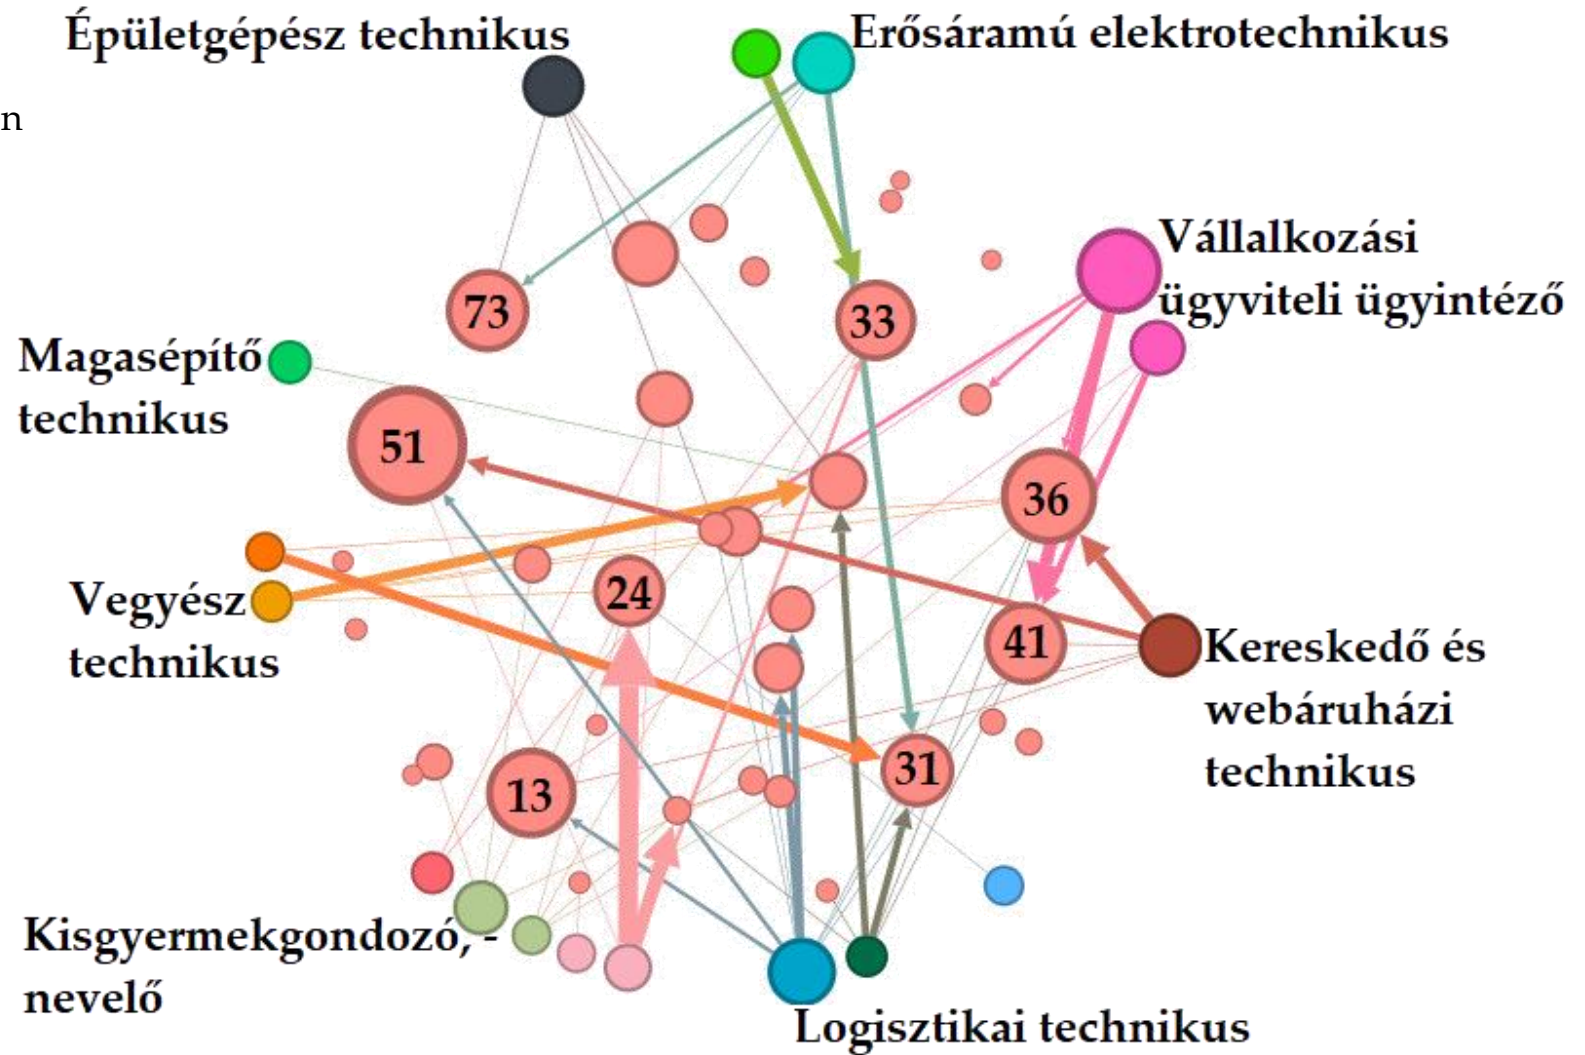 Épületgépész technikus
Erősáramú elektrotechnikus
n
Vállalkozási
ügyviteli ügyintéző
73
33
Magasépítő
technikus
51
36
Vegyész
technikus
24
41
Kereskedő és
webáruházi
technikus
13
31
Kisgyermekgondozó, -
nevelő
Logisztikai technikus